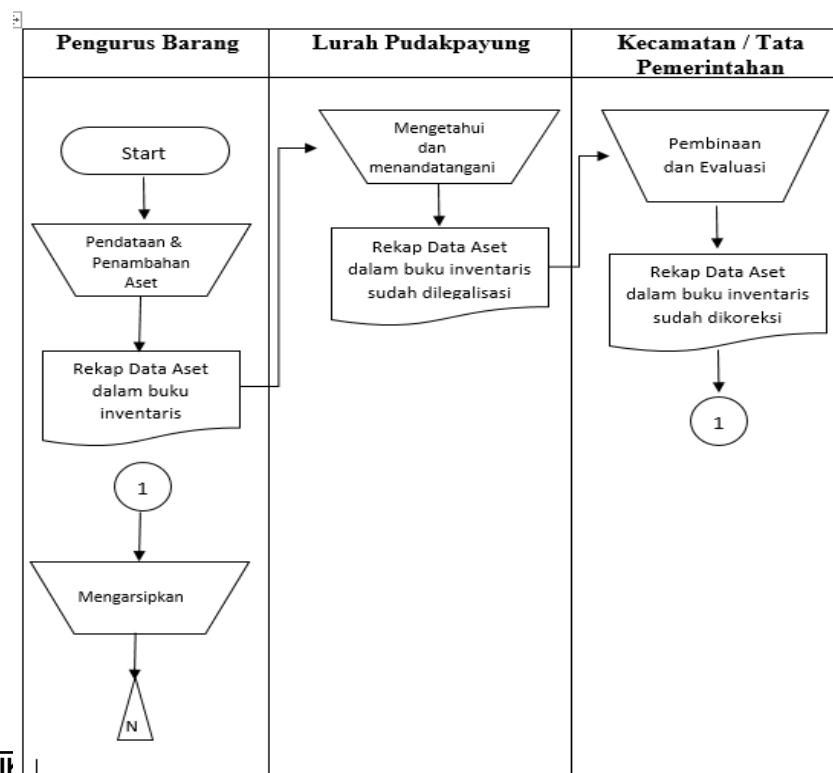 Pengurus Barang
Lurah Pudakpayung
Kecamatan / Tata
Pemerintahan
Start
Pendataan &
Penambahan
Aset
Rekap Data Aset
dalam buku
inventaris
1
Mengarsipkan
N
Mengetahui
dan
menandatangani
Rekap Data Aset
dalam buku inventaris
sudah dilegalisasi
Pembinaan
dan Evaluasi
Rekap Data Aset
dalam buku inventaris
sudah dikoreksi
1